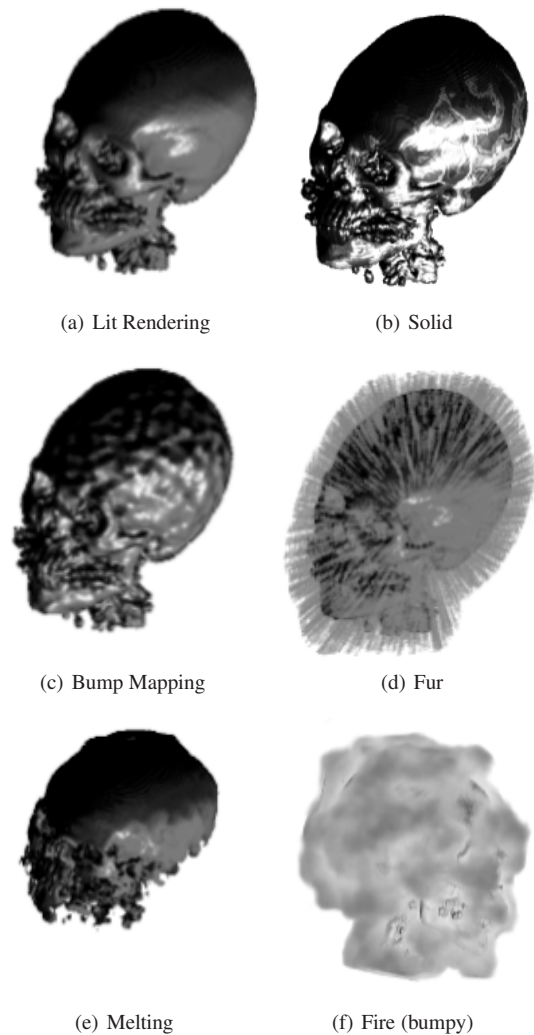 (a) Lit Rendering
(b) Solid
(c) Bump Mapping
(d) Fur
(e) Melting
(f) Fire (bumpy)